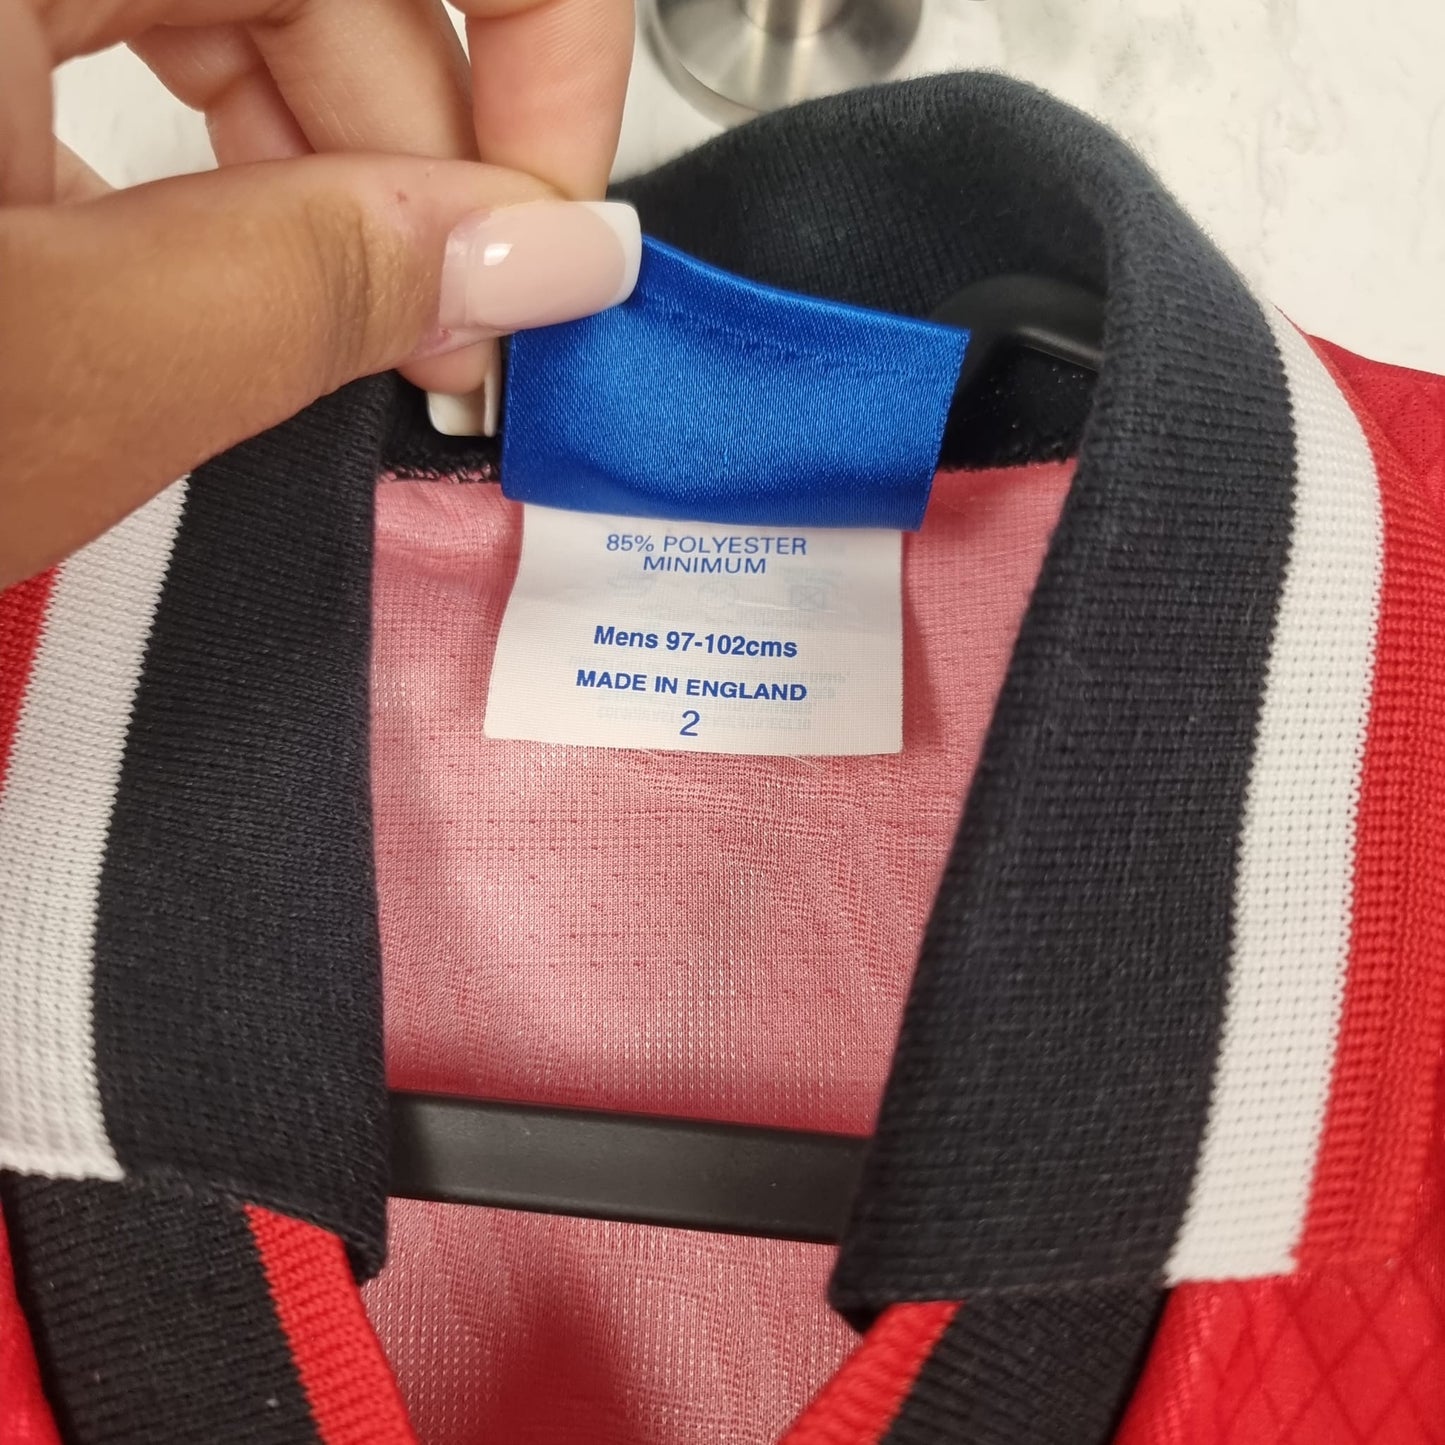 85% POLYESTER
MINIMUM
Mens 97-102cms
MADE IN ENGLAND
2